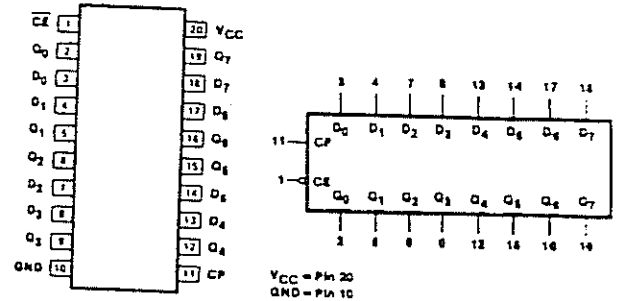 CE 1
Q0 2
D0 3
D1 4
Q1 5
Q2 6
D2 7
D3 8
Q3 9
GND 10
20 VCC
19 Q7
18 D7
17 D6
16 Q6
15 Q5
14 D5
13 D4
12 Q4
11 CP
3 4 7 8 13 14 17 18
D0 D1 D2 D3 D4 D5 D6 D7
11 CP
1 CE
Q0 Q1 Q2 Q3 Q4 Q5 Q6 Q7
2 5 6 9 12 15 16 19
VCC = Pin 20
GND = Pin 10